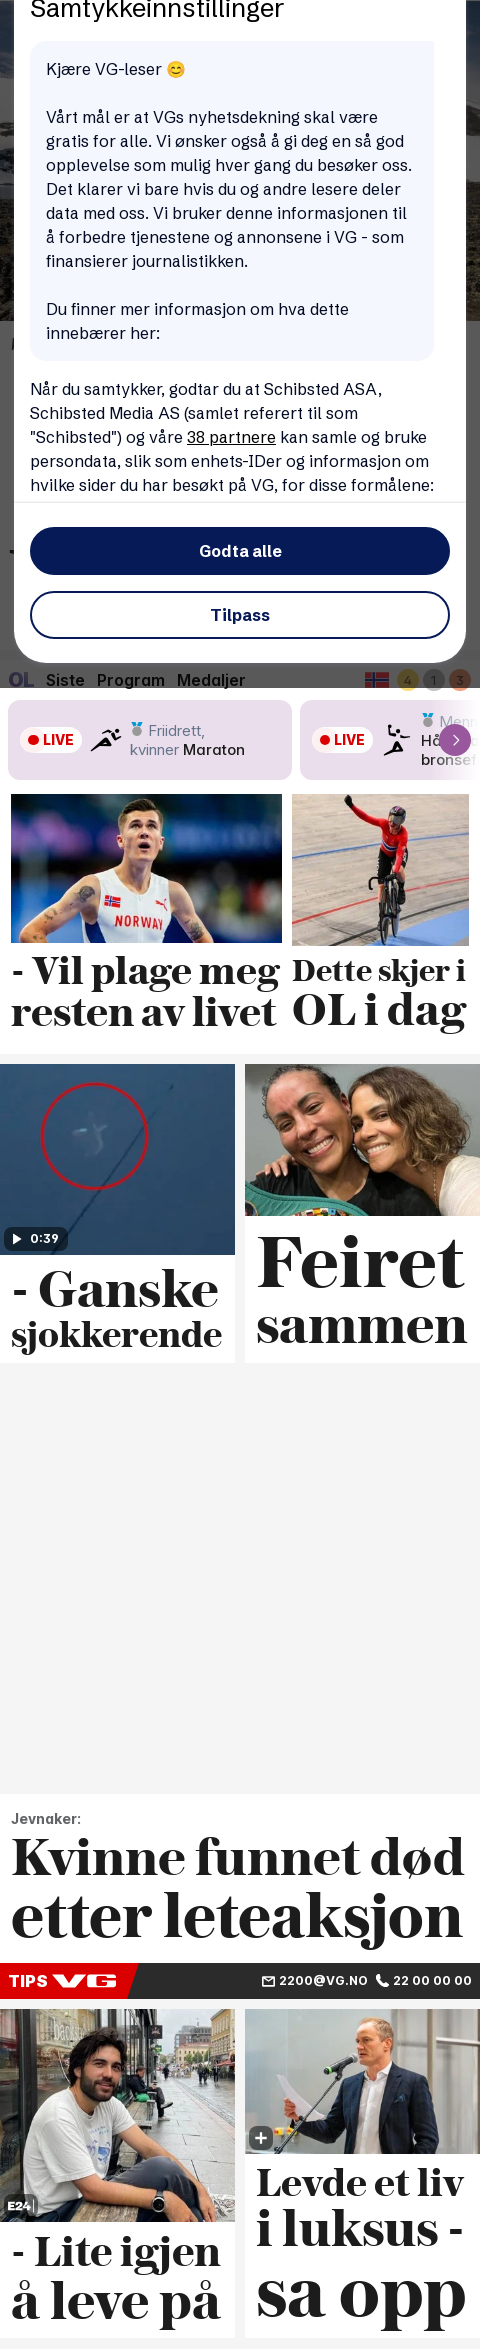 Samtykkeinnstillinger
Kjære VG-leser 😊
Vårt mål er at VGs nyhetsdekning skal være
gratis for alle. Vi ønsker også å gi deg en så god
opplevelse som mulig hver gang du besøker oss.
Det klarer vi bare hvis du og andre lesere deler
data med oss. Vi bruker denne informasjonen til
å forbedre tjenestene og annonsene i VG - som
finansierer journalistikken.
Du finner mer informasjon om hva dette
innebærer her:
Når du samtykker, godtar du at Schibsted ASA,
Schibsted Media AS (samlet referert til som
"Schibsted") og våre 38 partnere kan samle og bruke
persondata, slik som enhets-IDer og informasjon om
hvilke sider du har besøkt på VG, for disse formålene:
Godta alle
Tilpass
OL Siste Program Medaljer 4 1 3
LIVE Friidrett,
kvinner Maraton
LIVE
bronse
NORWAY
- Vil plage meg
resten av livet
Dette skjer i
OL i dag
0:39
- Ganske
sjokkerende
Feiret
sammen
Jevnaker:
Kvinne funnet død
etter leteaksjon
TIPS VG 2200@VG.NO 22 00 00 00
E24
- Lite igjen
å leve på
Levde et liv
i luksus -
sa opp